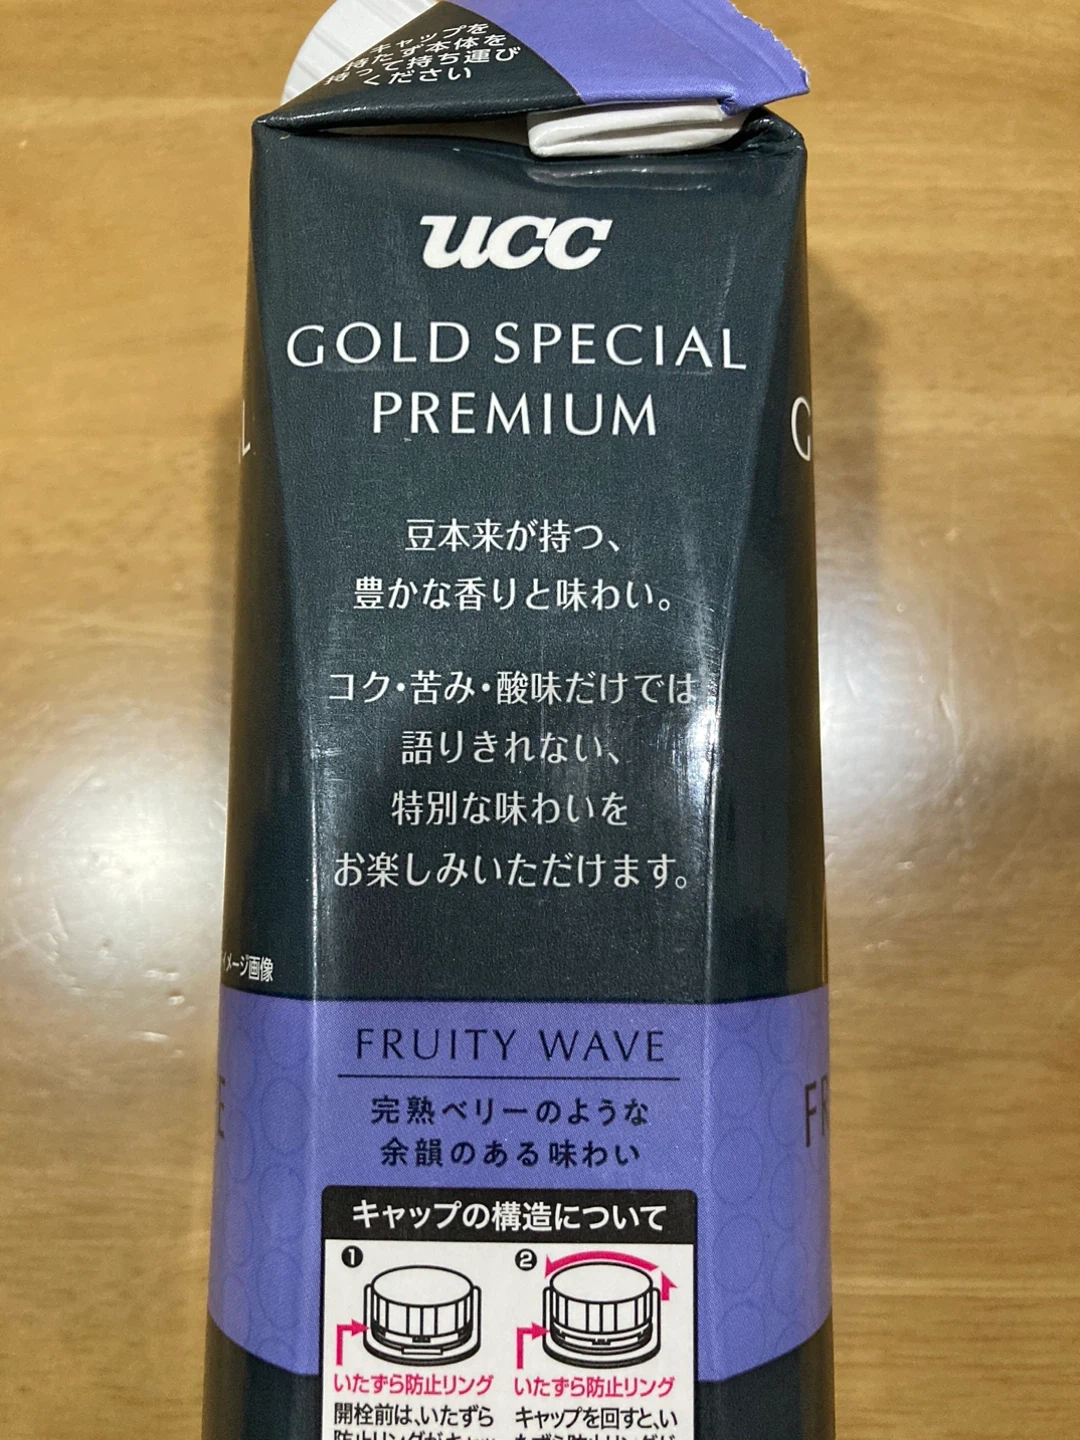 キャップを
持たず本体を
持って持ち運び
ください
ucc
GOLD SPECIAL
PREMIUM
豆本来が持つ、
豊かな香りと味わい。
コク・苦み・酸味だけでは
語りきれない、
特別な味わいを
お楽しみいただけます。
イメージ画像
FRUITY WAVE
完熟ベリーのような
余韻のある味わい
キャップの構造について
1 2
いたずら防止リング いたずら防止リング
開栓前は、いたずら キャップを回すと、い